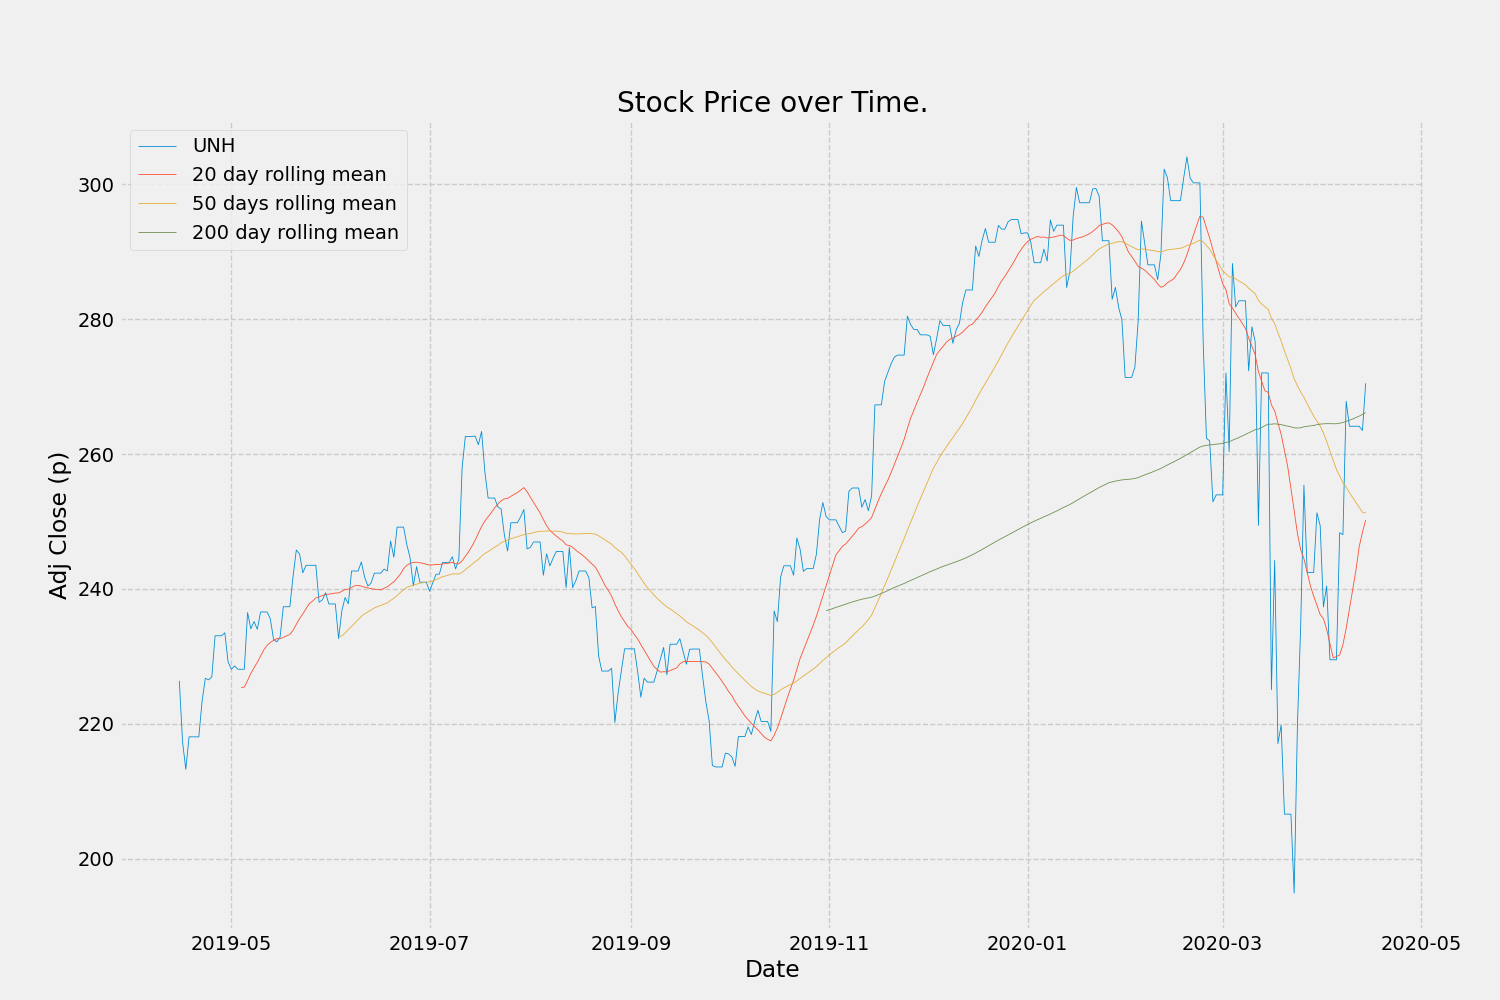 Stock Price over Time.
UNH
20 day rolling mean
50 days rolling mean
200 day rolling mean
Adj Close (p)
300
280
260
240
220
200
2019-05 2019-07 2019-09 2019-11 2020-01 2020-03 2020-05
Date